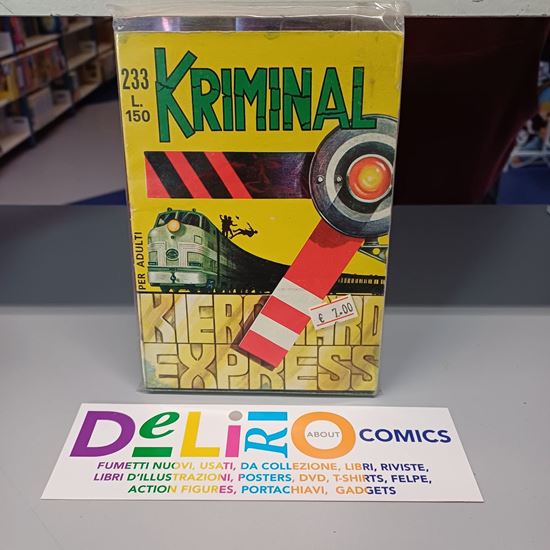 233
L.
150
KRIMINAL
PER ADULTI
EXPRESS
€ 7.00
DeLiRiO ABOUT COMICS
FUMETTI NUOVI, USATI, DA COLLEZIONE, LIBRI, RIVISTE,
LIBRI D'ILLUSTRAZIONI, POSTERS, DVD, T-SHIRTS, FELPE,
ACTION FIGURES, PORTACHIAVI, GADGETS